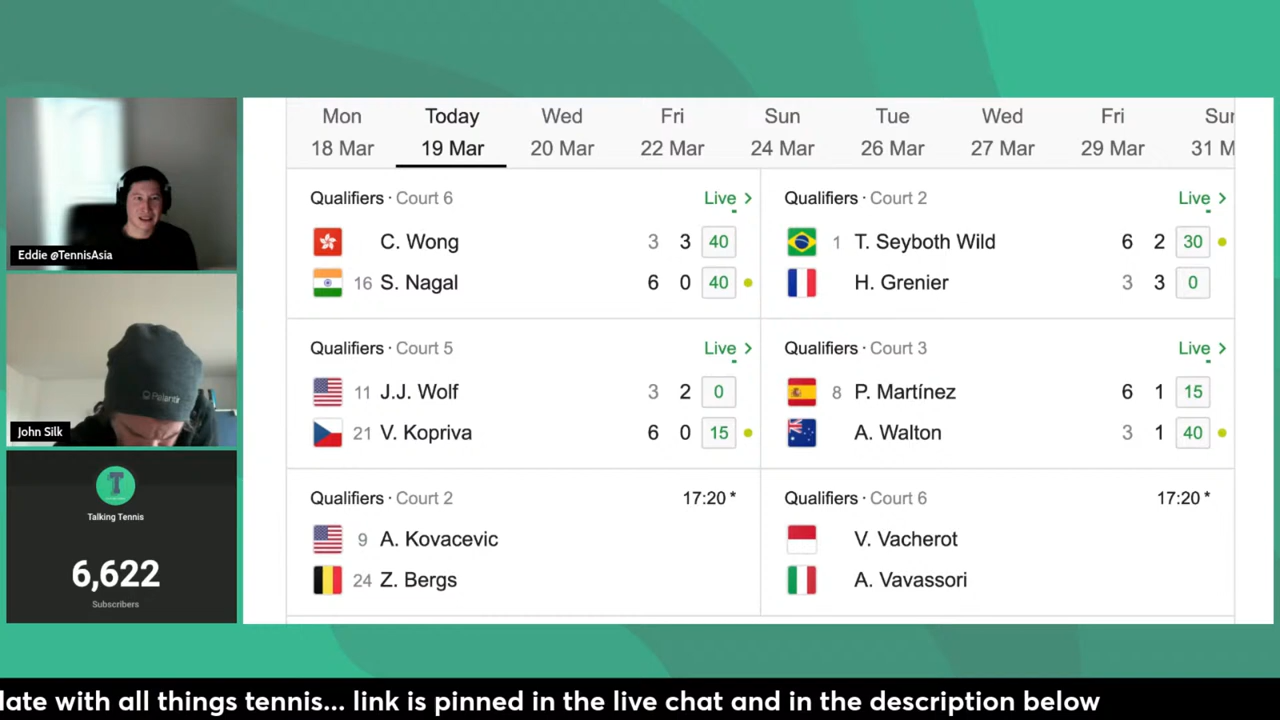 Mon
Today
Wed
Fri
Sun
Tue
Wed
Fri
Sun
18 Mar
19 Mar
20 Mar
22 Mar
24 Mar
26 Mar
27 Mar
29 Mar
31 M
Qualifiers · Court 6
Live >
C. Wong 3 3 40
16 S. Nagal 6 0 40
Qualifiers · Court 2
Live >
1 T. Seyboth Wild 6 2 30
H. Grenier 3 3 0
Qualifiers · Court 5
Live >
11 J.J. Wolf 3 2 0
21 V. Kopriva 6 0 15
Qualifiers · Court 3
Live >
8 P. Martínez 6 1 15
A. Walton 3 1 40
Qualifiers · Court 2
17:20 *
9 A. Kovacevic
24 Z. Bergs
Qualifiers · Court 6
17:20 *
V. Vacherot
A. Vavassori
Eddie @TennisAsia
Palantir
John Silk
T
Talking Tennis
6,622
Subscribers
late with all things tennis... link is pinned in the live chat and in the description below